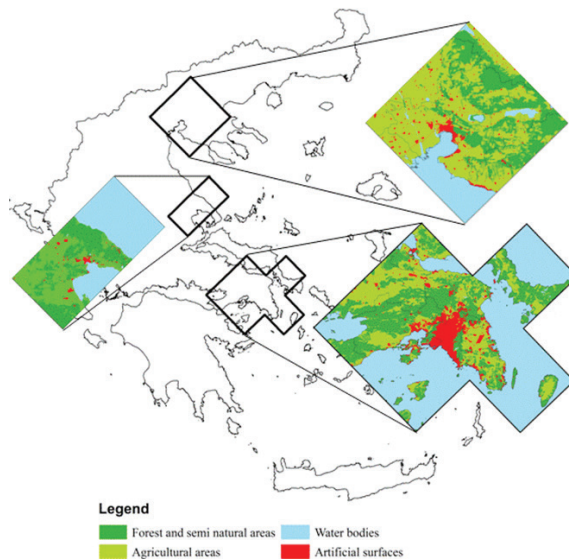 Legend
Forest and semi natural areas
Water bodies
Agricultural areas
Artificial surfaces